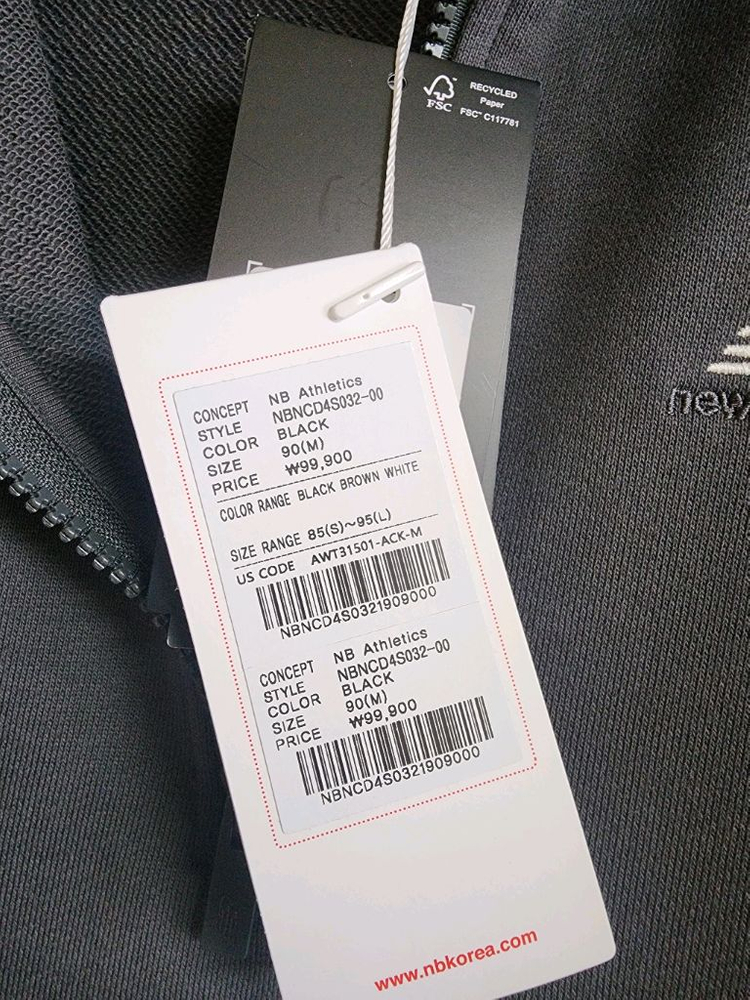 FSC™
RECYCLED
Paper
FSC™ C117781
CONCEPT NB Athletics
STYLE NBNCD4S032-00
COLOR BLACK
SIZE 90(M)
PRICE ₩99,900
COLOR RANGE BLACK BROWN WHITE
SIZE RANGE 85(S)~95(L)
US CODE AWT31501-ACK-M
NBNCD4S0321909000
CONCEPT NB Athletics
STYLE NBNCD4S032-00
COLOR BLACK
SIZE 90(M)
PRICE ₩99,900
NBNCD4S0321909000
www.nbkorea.com
new